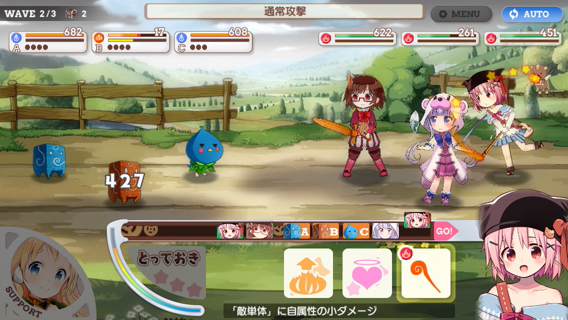 WAVE 2/3 2
通常攻撃
MENU
AUTO
682
17
608
622
261
451
A
B
C
427
B
C
GO!
とっておき
SUPPORT
「敵単体」に自属性の小ダメージ